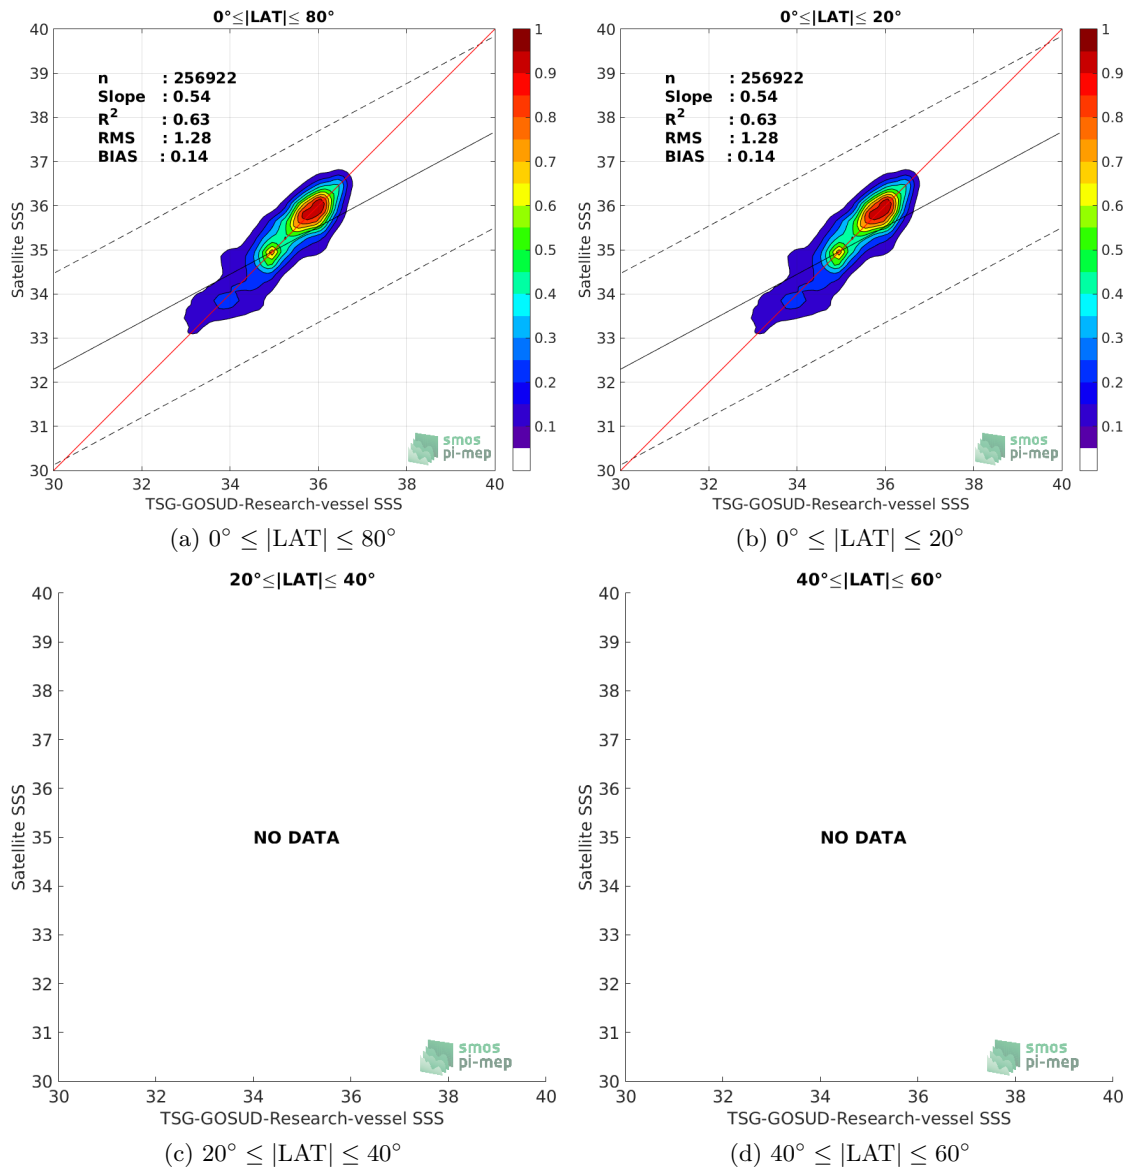 0°≤|LAT|≤ 80°
40
39
38
37
36
35
34
33
32
31
30
Satellite SSS
n : 256922
Slope : 0.54
R2 : 0.63
RMS : 1.28
BIAS : 0.14
smos
pi-mep
30 32 34 36 38 40
TSG-GOSUD-Research-vessel SSS
1
0.9
0.8
0.7
0.6
0.5
0.4
0.3
0.2
0.1
(a) 0° ≤ |LAT| ≤ 80°
0°≤|LAT|≤ 20°
40
39
38
37
36
35
34
33
32
31
30
Satellite SSS
n : 256922
Slope : 0.54
R2 : 0.63
RMS : 1.28
BIAS : 0.14
smos
pi-mep
30 32 34 36 38 40
TSG-GOSUD-Research-vessel SSS
1
0.9
0.8
0.7
0.6
0.5
0.4
0.3
0.2
0.1
(b) 0° ≤ |LAT| ≤ 20°
20°≤|LAT|≤ 40°
40
39
38
37
36
35
34
33
32
31
30
Satellite SSS
NO DATA
smos
pi-mep
30 32 34 36 38 40
TSG-GOSUD-Research-vessel SSS
(c) 20° ≤ |LAT| ≤ 40°
40°≤|LAT|≤ 60°
40
39
38
37
36
35
34
33
32
31
30
Satellite SSS
NO DATA
smos
pi-mep
30 32 34 36 38 40
TSG-GOSUD-Research-vessel SSS
(d) 40° ≤ |LAT| ≤ 60°